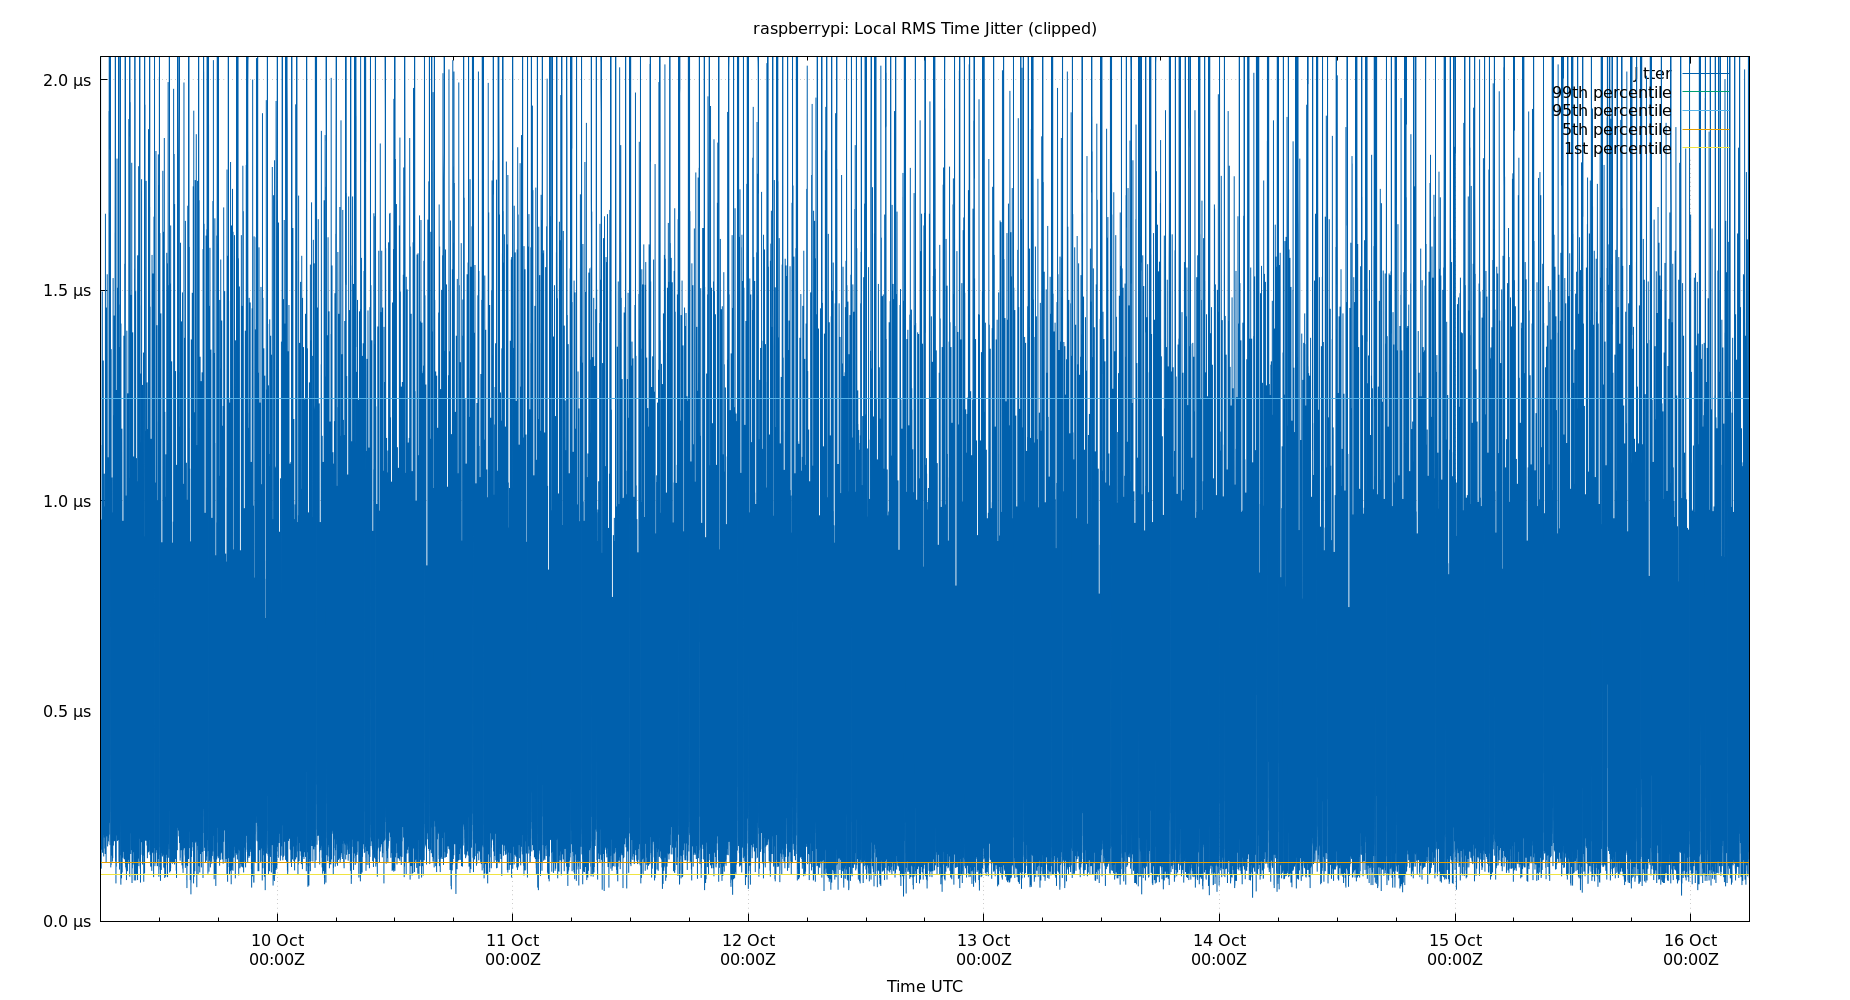 raspberrypi: Local RMS Time Jitter (clipped)
2.0 µs
1.5 µs
1.0 µs
0.5 µs
0.0 µs
Jitter
99th percentile
95th percentile
5th percentile
1st percentile
10 Oct
00:00Z
11 Oct
00:00Z
12 Oct
00:00Z
13 Oct
00:00Z
14 Oct
00:00Z
15 Oct
00:00Z
16 Oct
00:00Z
Time UTC